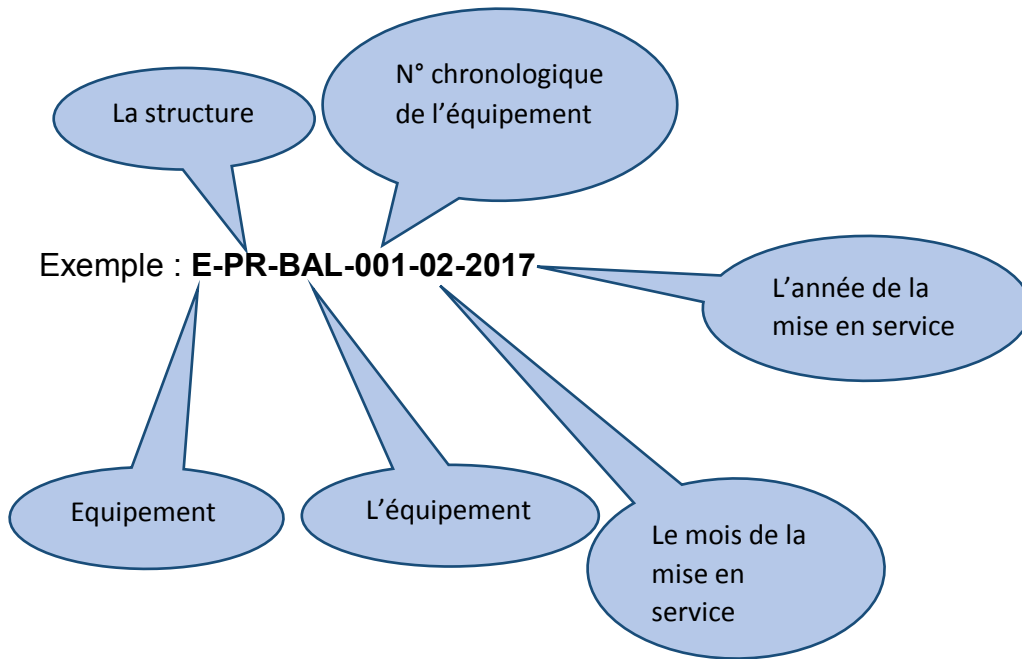 N° chronologique
de l’équipement
La structure
Exemple : E-PR-BAL-001-02-2017
L’année de la
mise en service
Equipement
L’équipement
Le mois de la
mise en
service